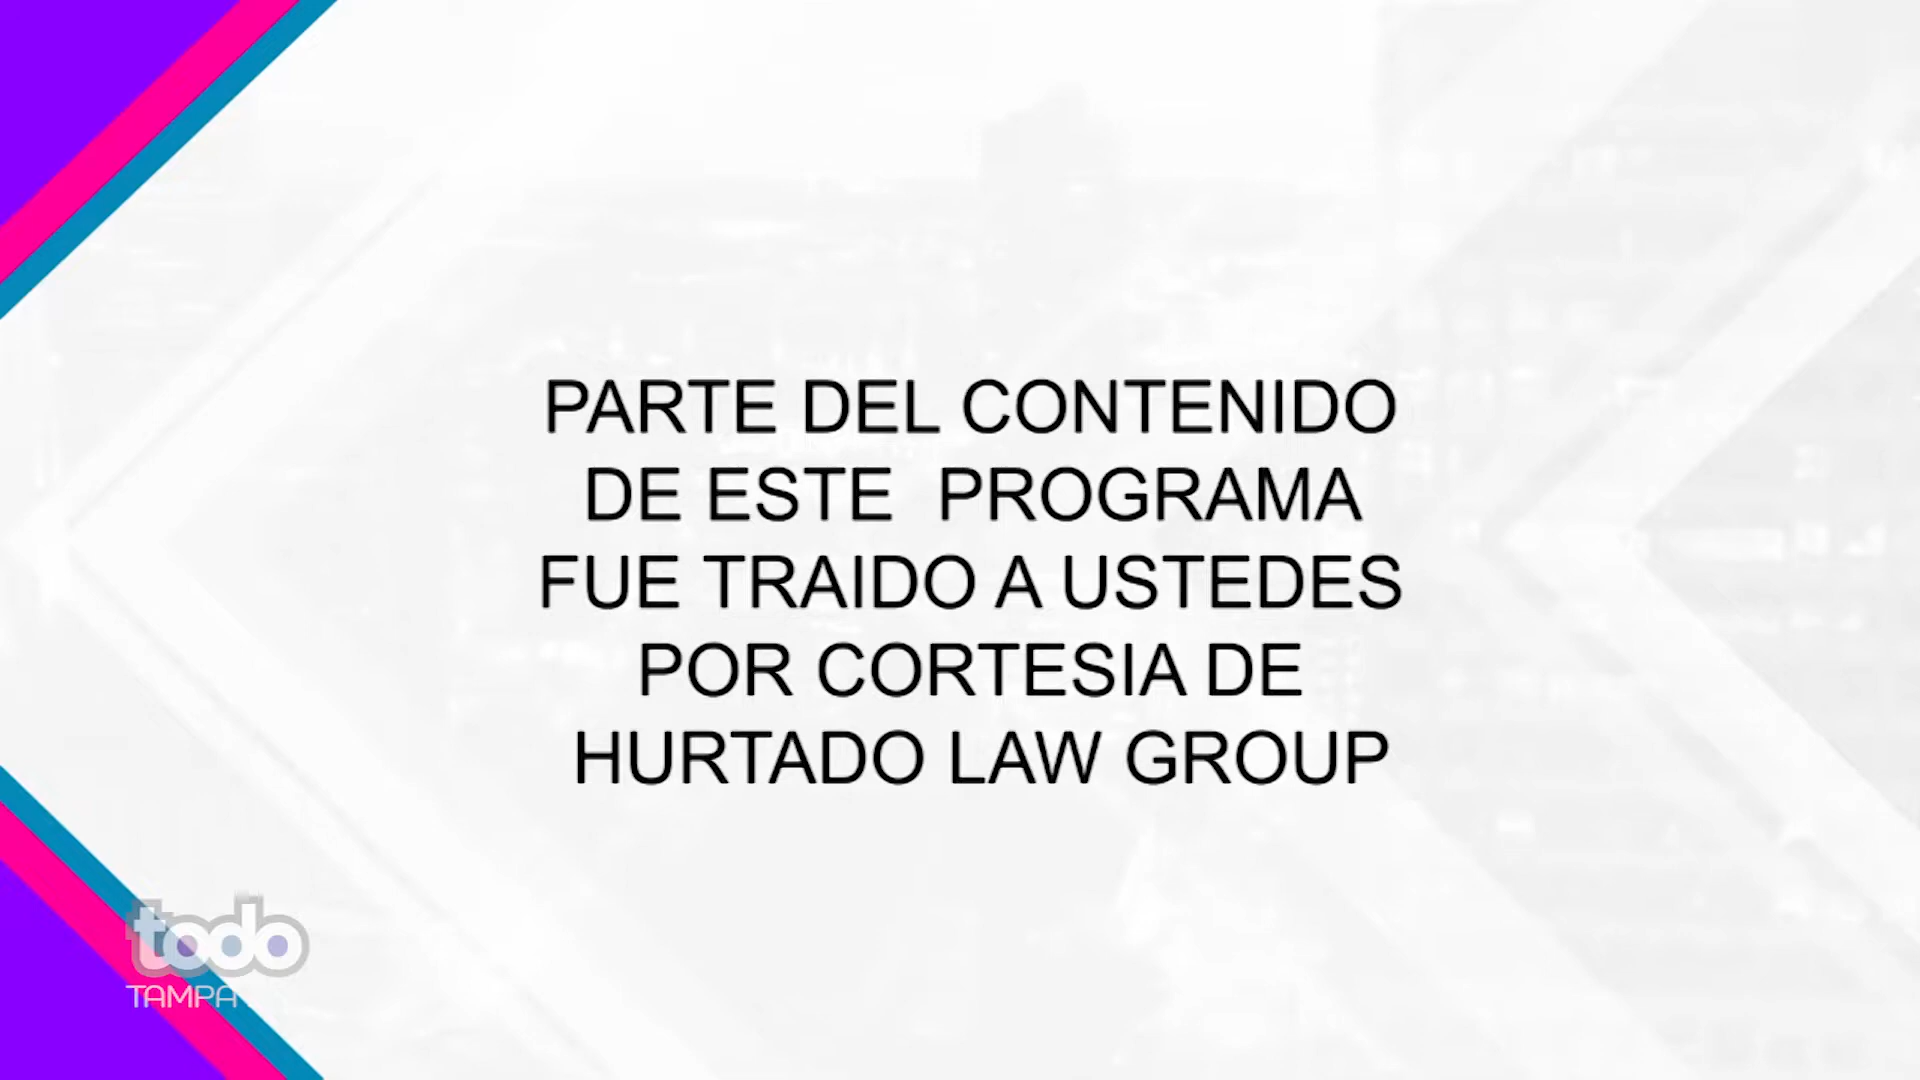 PARTE DEL CONTENIDO
DE ESTE  PROGRAMA
FUE TRAIDO A USTEDES
POR CORTESIA DE
HURTADO LAW GROUP
todo
TAMPA